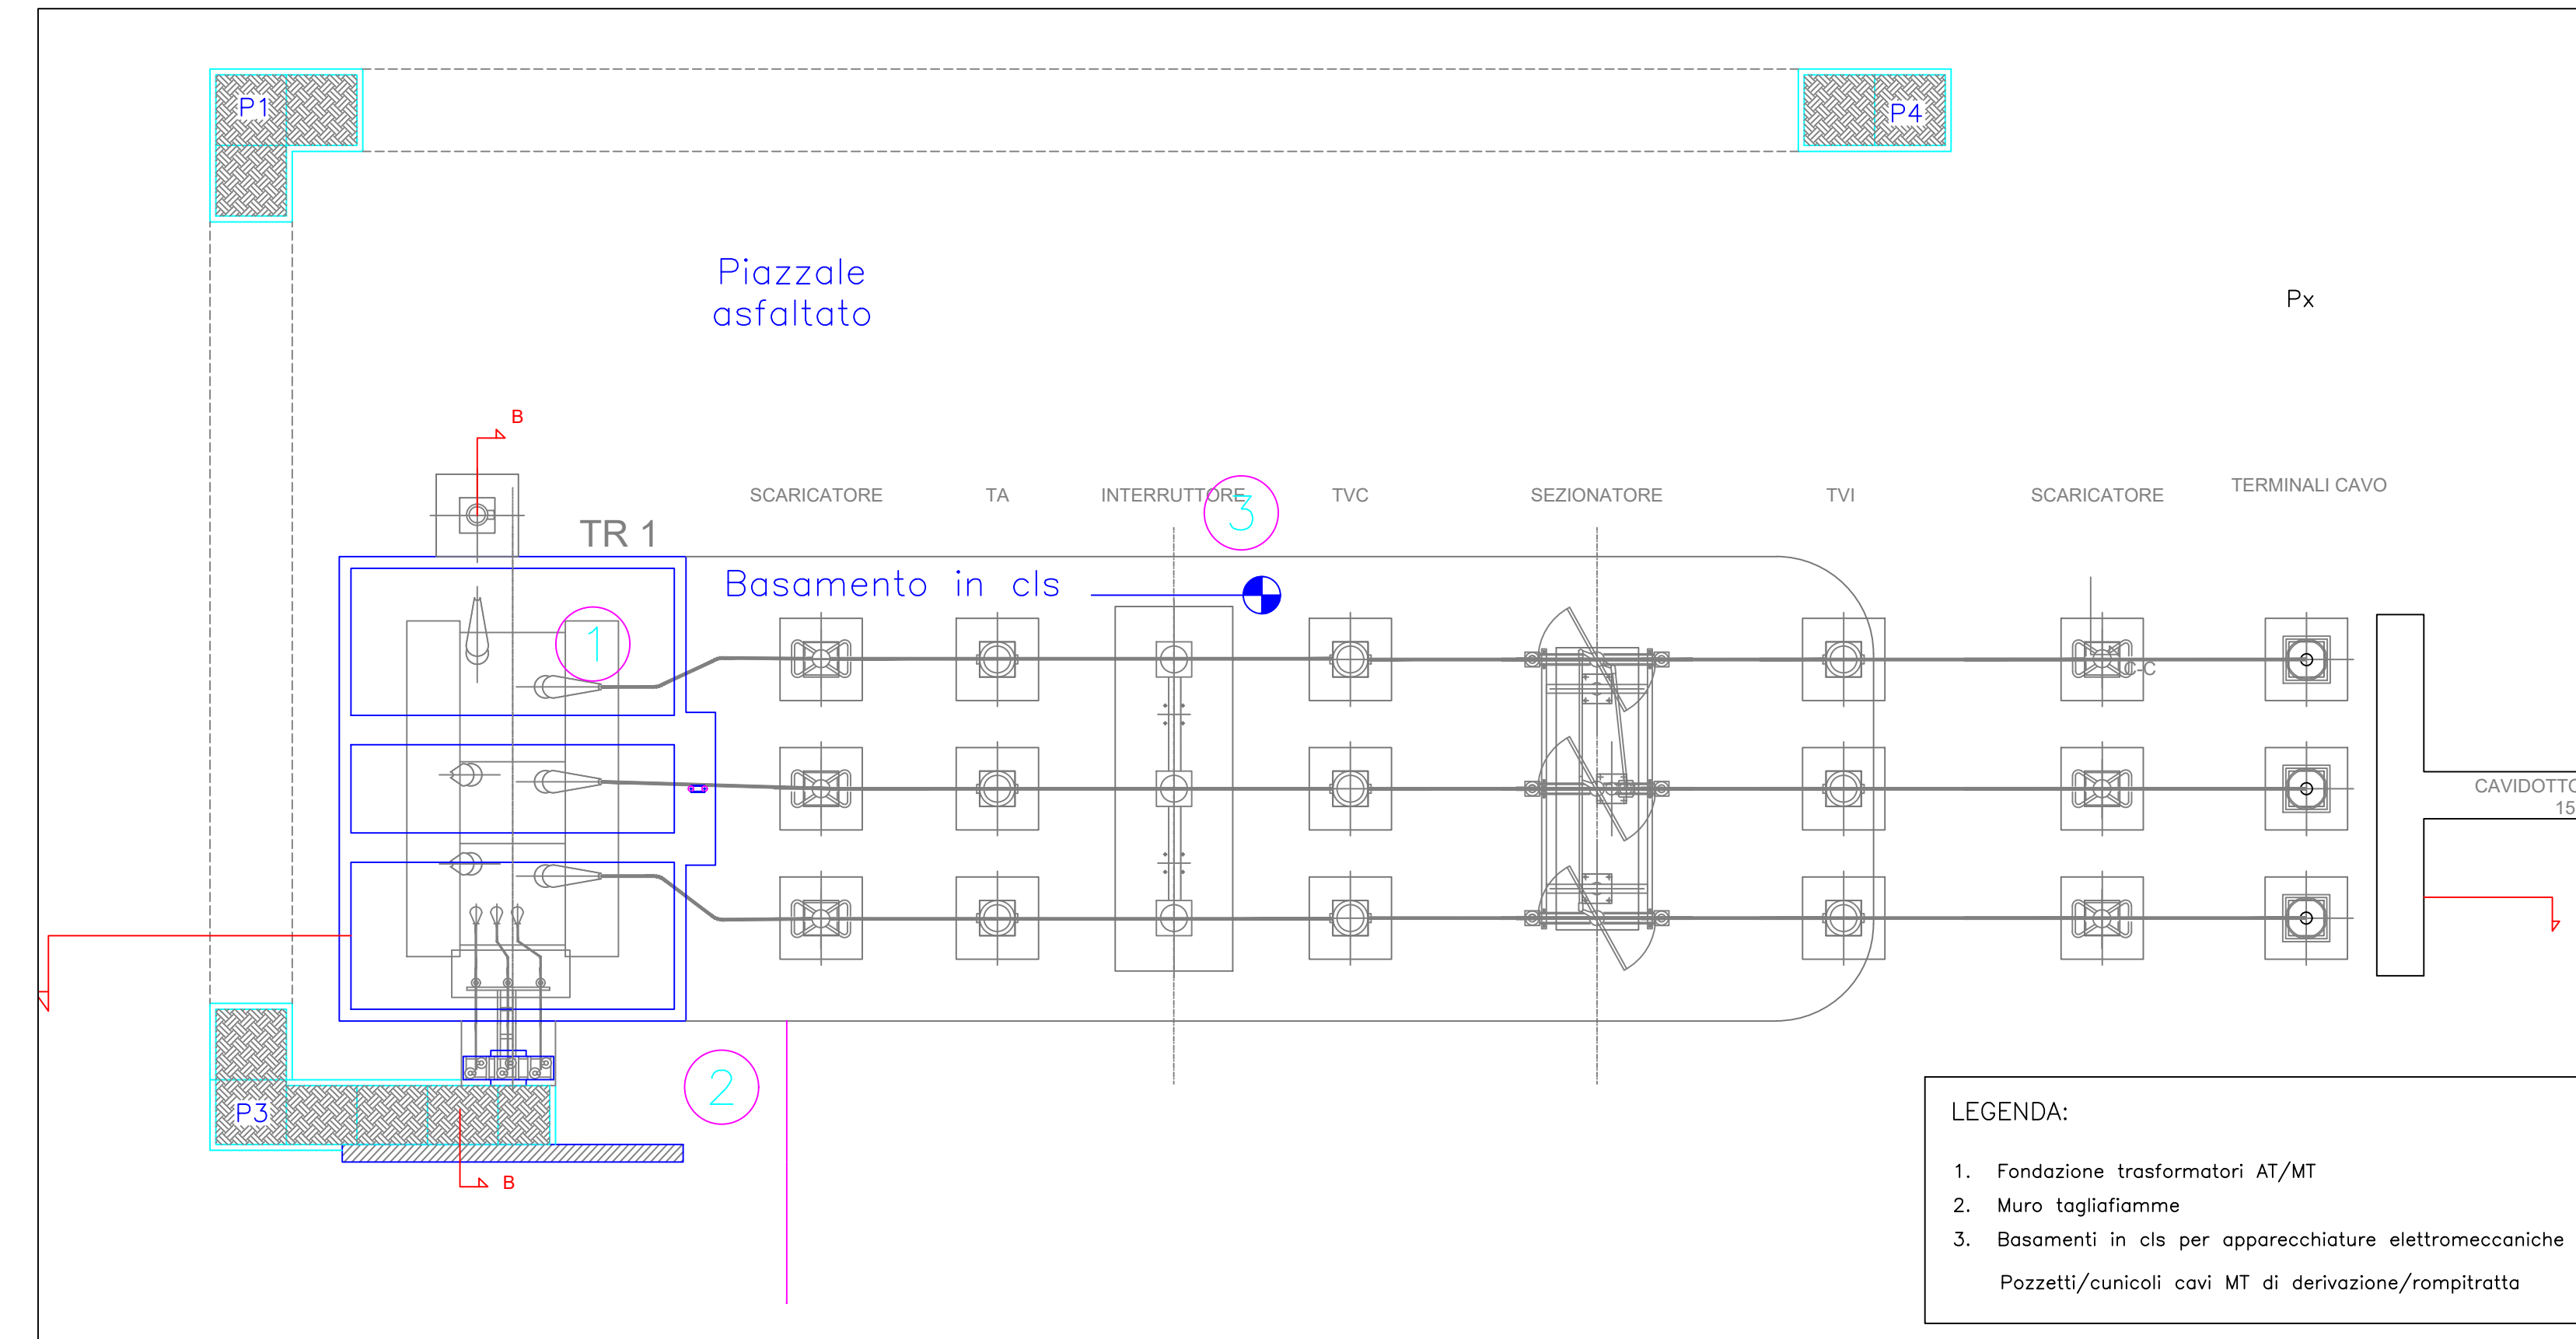 P1
P4
Piazzale
asfaltato
Px
B
SCARICATORE
TA
INTERRUTTORE
TVC
SEZIONATORE
TVI
SCARICATORE
TERMINALI CAVO
3
TR 1
Basamento in cls
1
C-C
CAVIDOTTO
15
2
P3
B
LEGENDA:
1. Fondazione trasformatori AT/MT
2. Muro tagliafiamme
3. Basamenti in cls per apparecchiature elettromeccaniche
Pozzetti/cunicoli cavi MT di derivazione/rompitratta